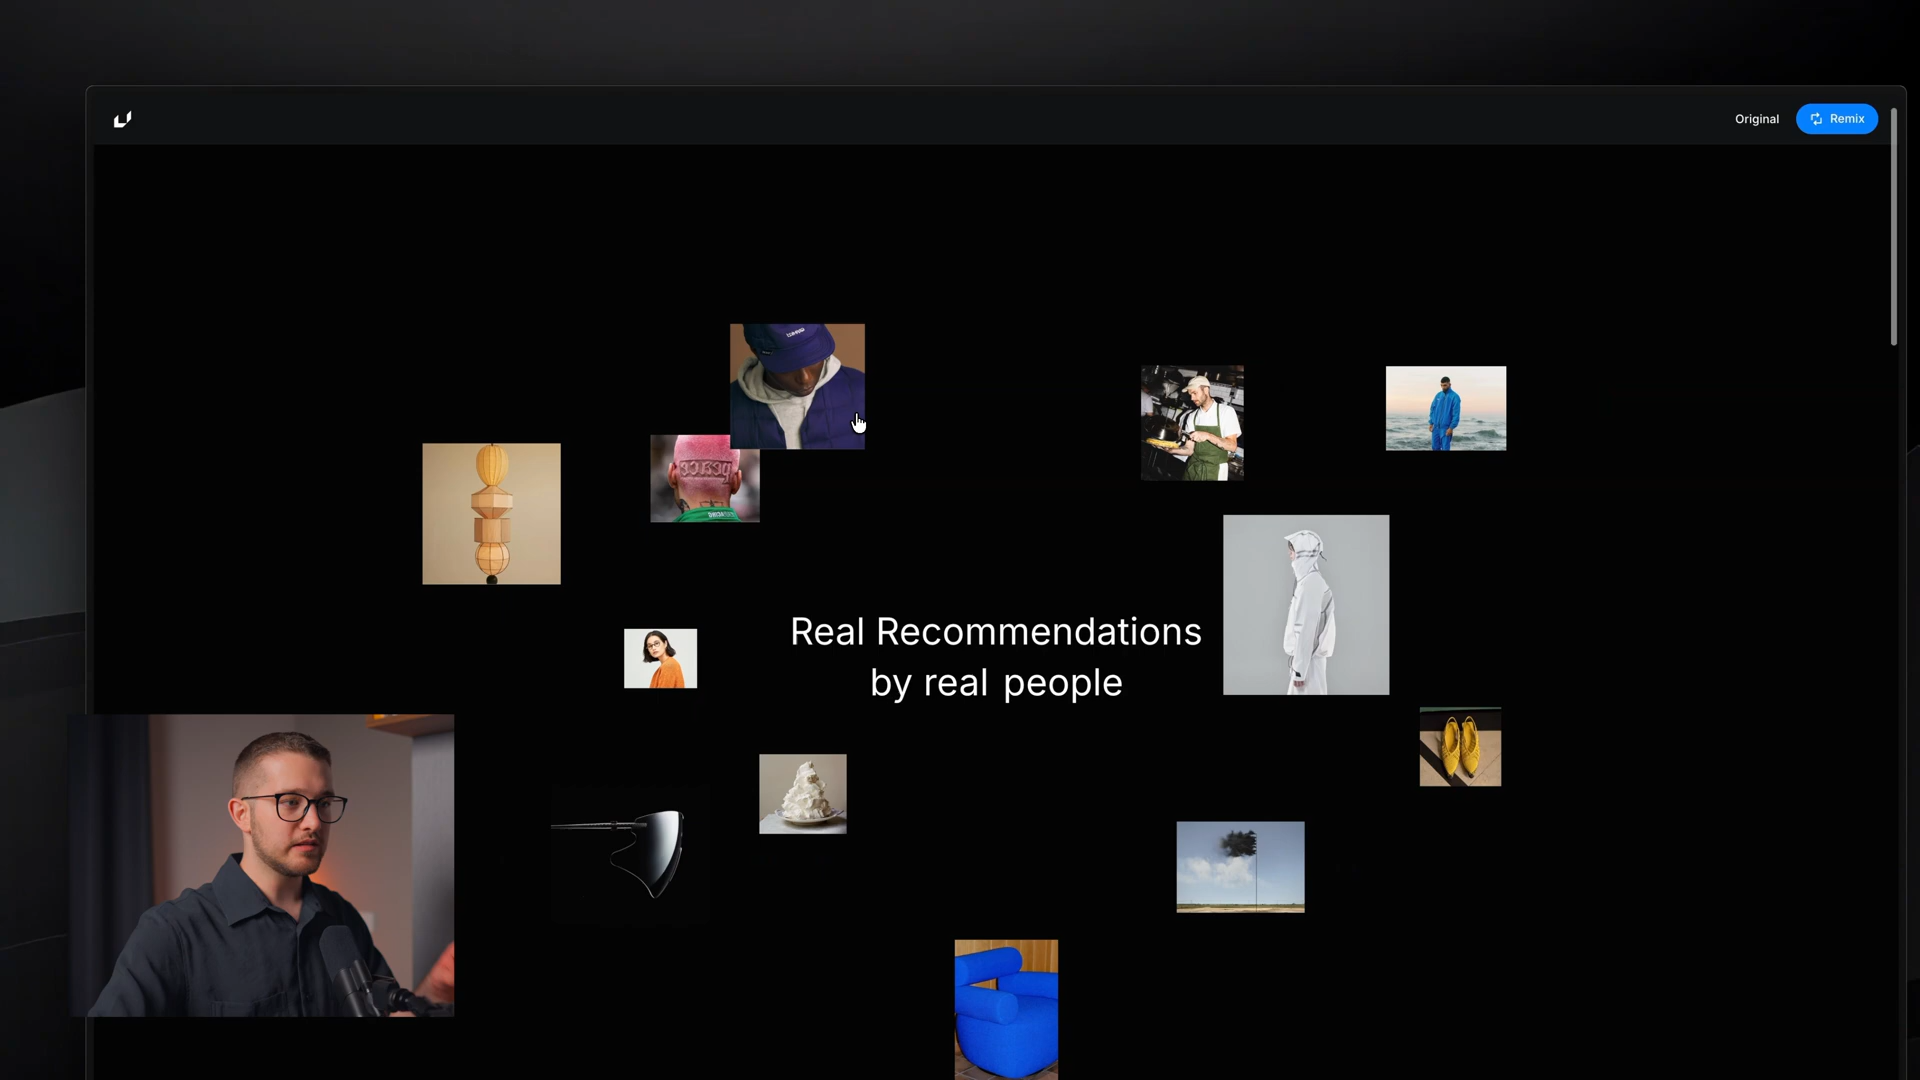 Original
Remix
Real Recommendations
by real people